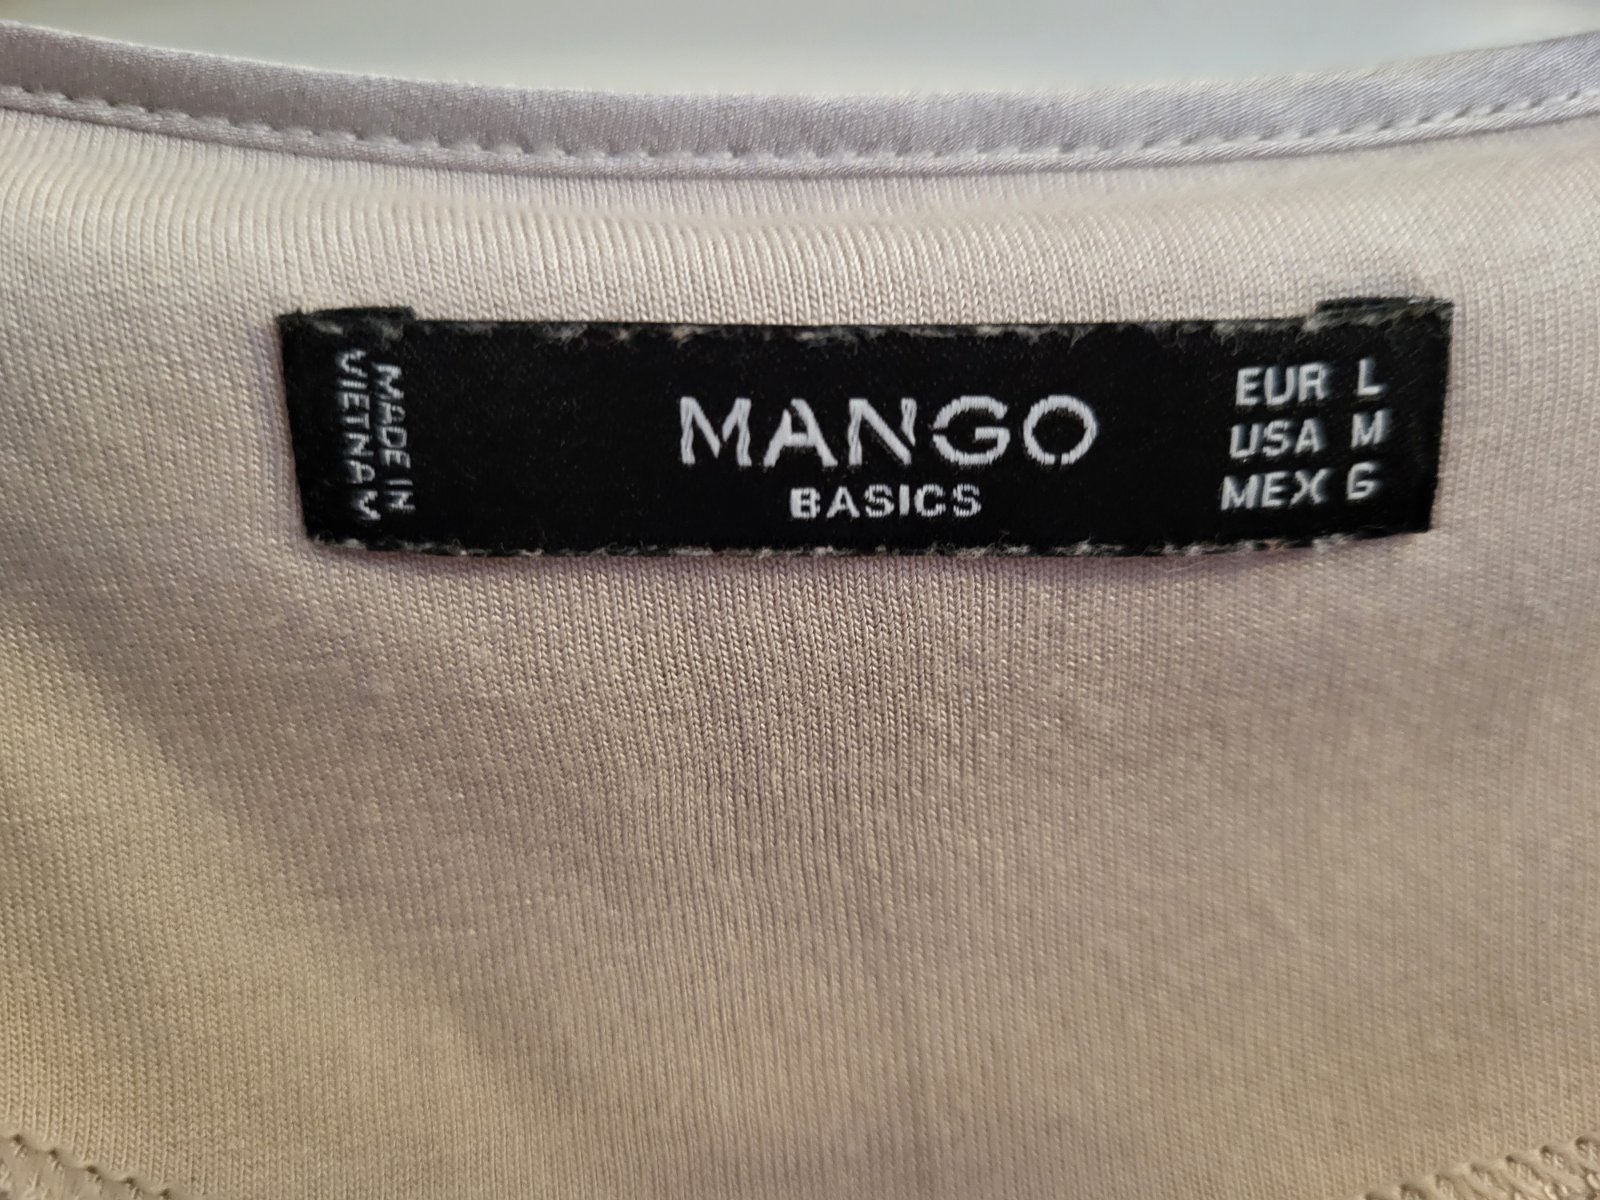 MADE IN
VIETNAM
MANGO
BASICS
EUR L
USA M
MEX G